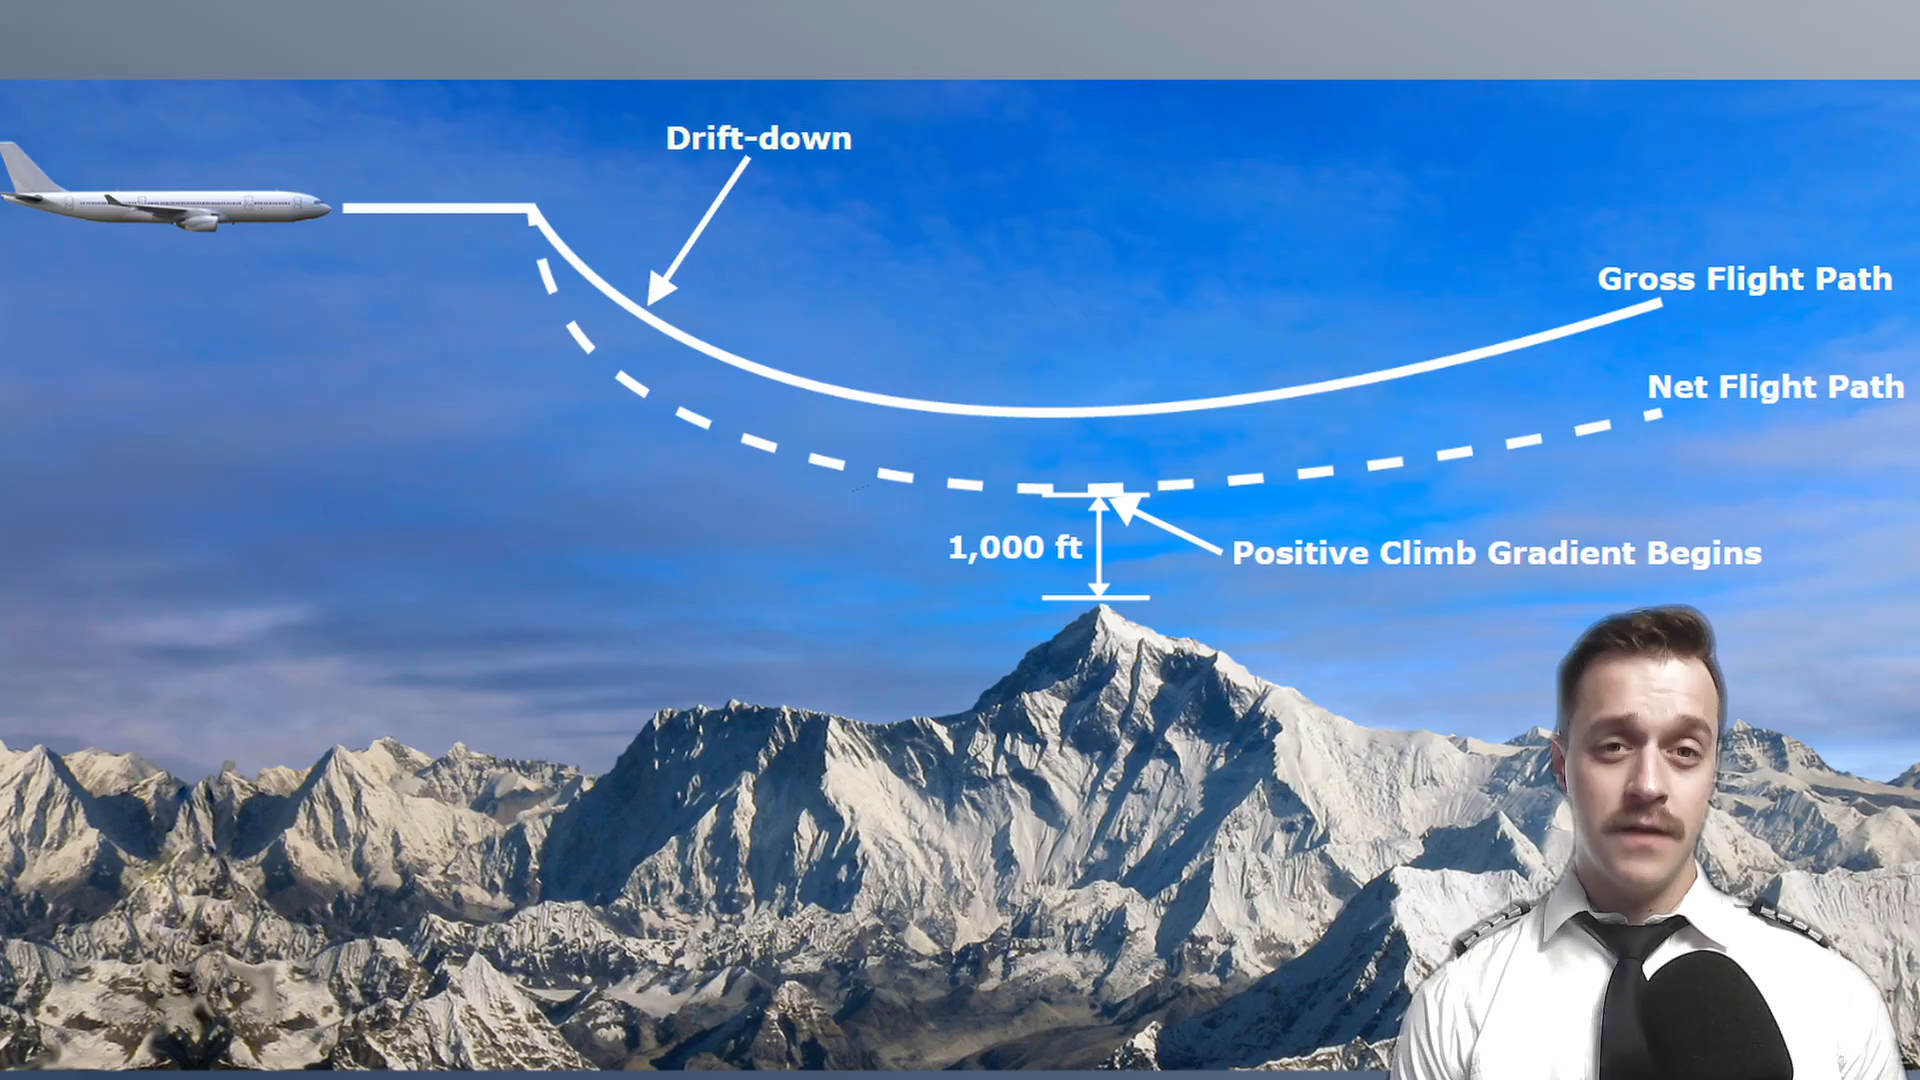 Drift-down
Gross Flight Path
Net Flight Path
1,000 ft
Positive Climb Gradient Begins